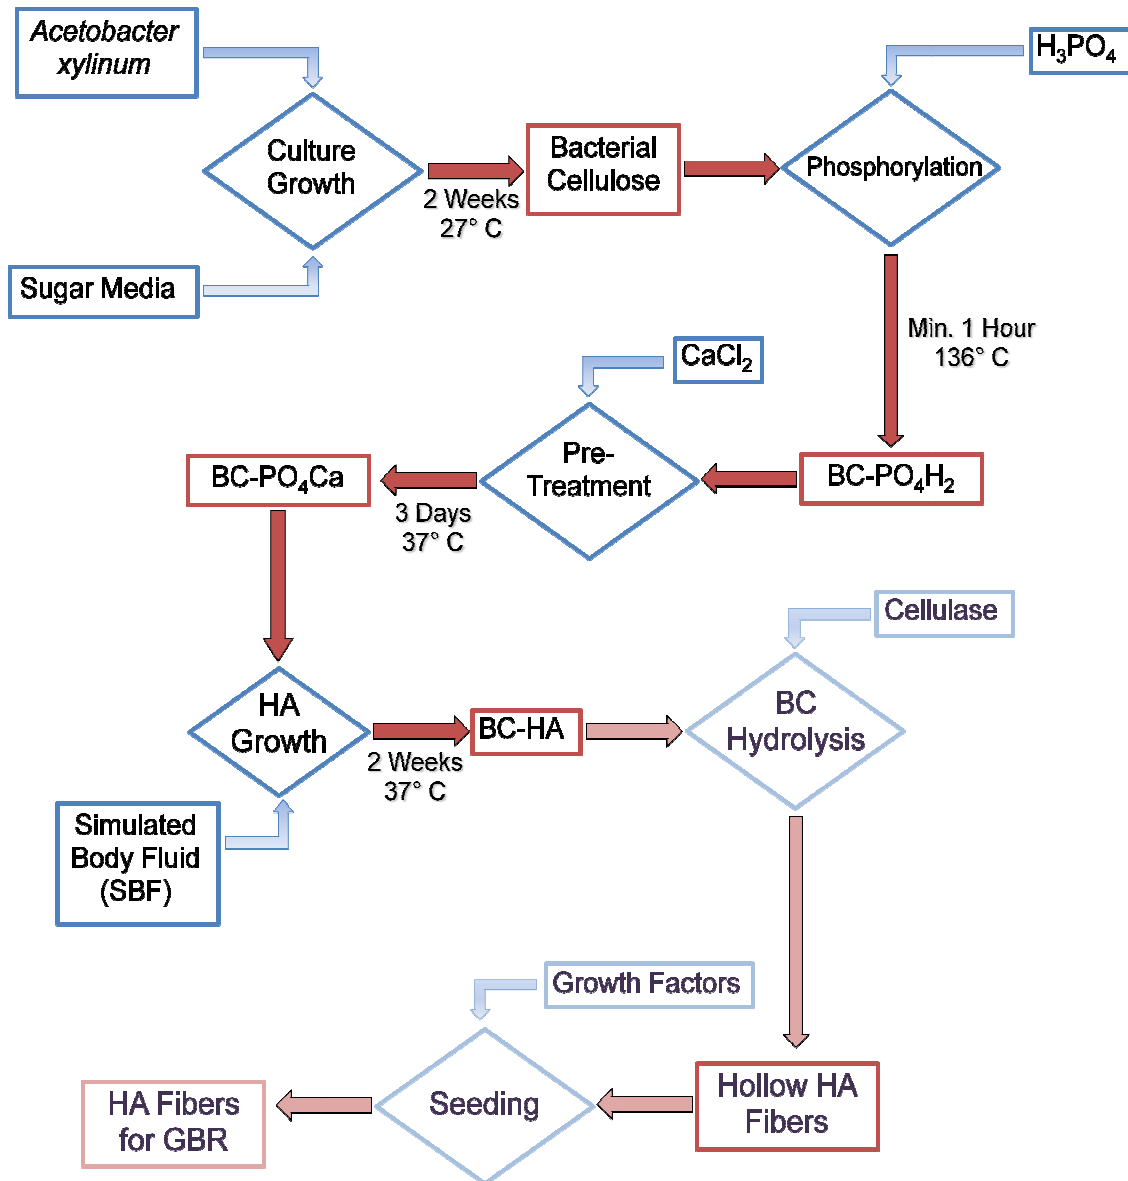 Acetobacter
xylinum
H₃PO₄
Culture
Growth
Bacterial
Cellulose
Phosphorylation
2 Weeks
27° C
Sugar Media
Min. 1 Hour
136° C
CaCl₂
Pre-
Treatment
BC-PO₄Ca
BC-PO₄H₂
3 Days
37° C
Cellulase
HA
Growth
BC-HA
BC
Hydrolysis
2 Weeks
37° C
Simulated
Body Fluid
(SBF)
Growth Factors
Hollow HA
Fibers
Seeding
HA Fibers
for GBR